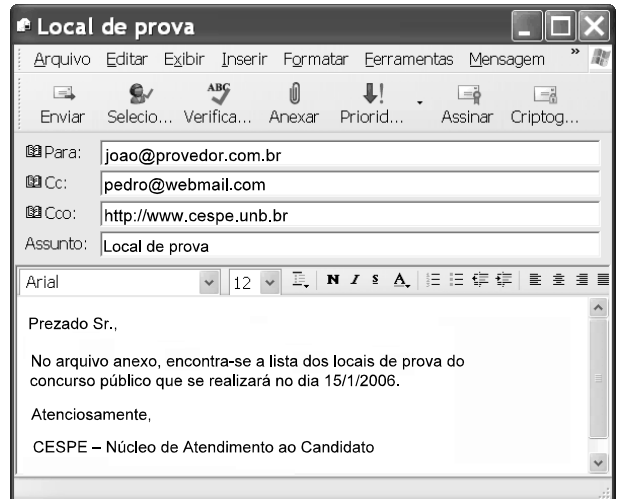 Local de prova
Arquivo Editar Exibir Inserir Formatar Ferramentas Mensagem »
Enviar Selecio... Verifica... Anexar Priorid... Assinar Criptog...
ABC
Para: joao@provedor.com.br
Cc: pedro@webmail.com
Cco: http://www.cespe.unb.br
Assunto: Local de prova
Arial 12 N I S A
Prezado Sr.,
No arquivo anexo, encontra-se a lista dos locais de prova do
concurso público que se realizará no dia 15/1/2006.
Atenciosamente,
CESPE – Núcleo de Atendimento ao Candidato